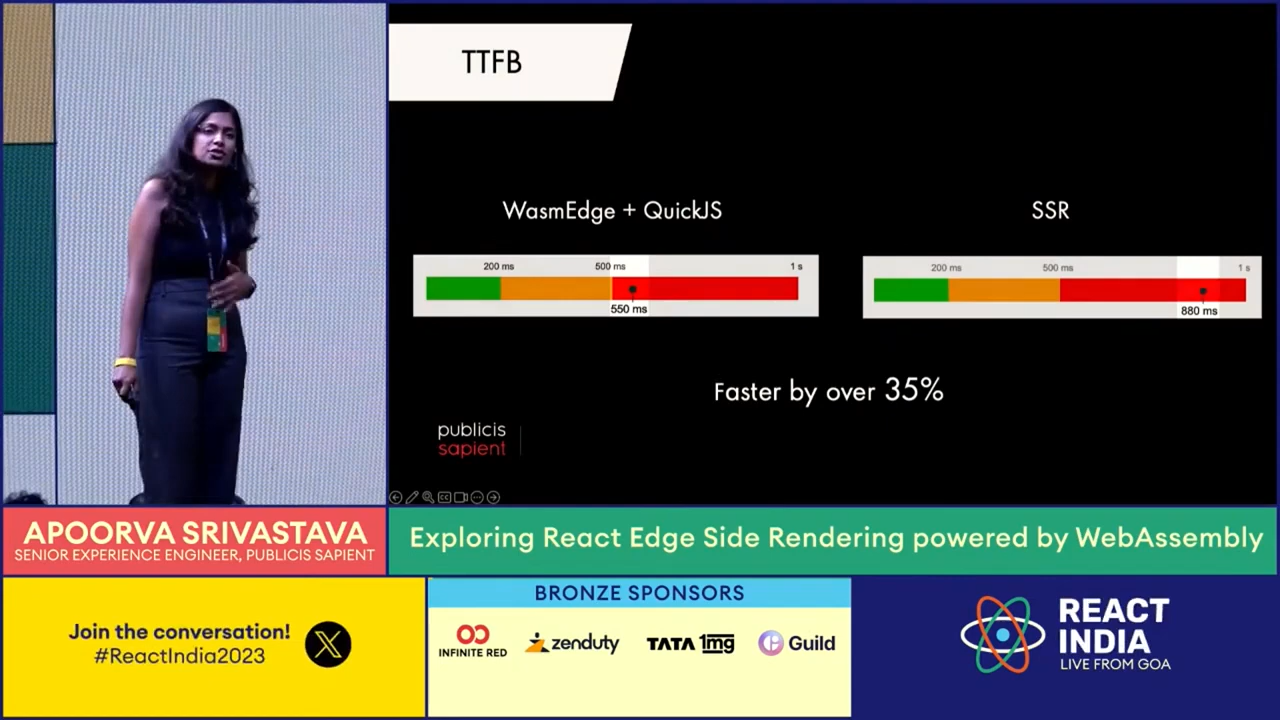 TTFB
WasmEdge + QuickJS
SSR
200 ms
500 ms
1 s
550 ms
200 ms
500 ms
1 s
880 ms
Faster by over 35%
publicis
sapient
APOORVA SRIVASTAVA
SENIOR EXPERIENCE ENGINEER, PUBLICIS SAPIENT
Exploring React Edge Side Rendering powered by WebAssembly
Join the conversation!
#ReactIndia2023
BRONZE SPONSORS
INFINITE RED
zenduty
TATA 1mg
Guild
REACT
INDIA
LIVE FROM GOA